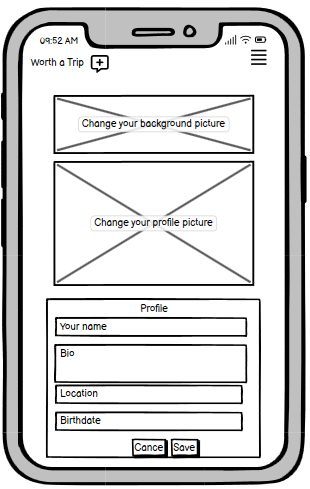 09:52 AM
Worth a Trip
Change your background picture
Change your profile picture
Profile
Your name
Bio
Location
Birthdate
Cance Save